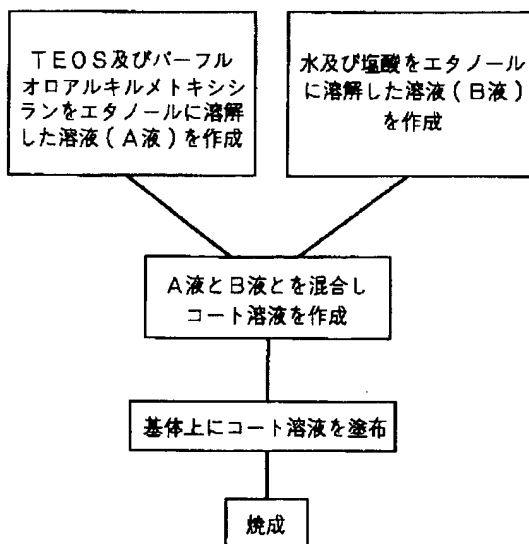 TEOS及びパーフル
オロアルキルメトキシシ
ランをエタノールに溶解
した溶液(A液)を作成
水及び塩酸をエタノール
に溶解した溶液(B液)
を作成
A液とB液とを混合し
コート溶液を作成
基体上にコート溶液を塗布
焼成